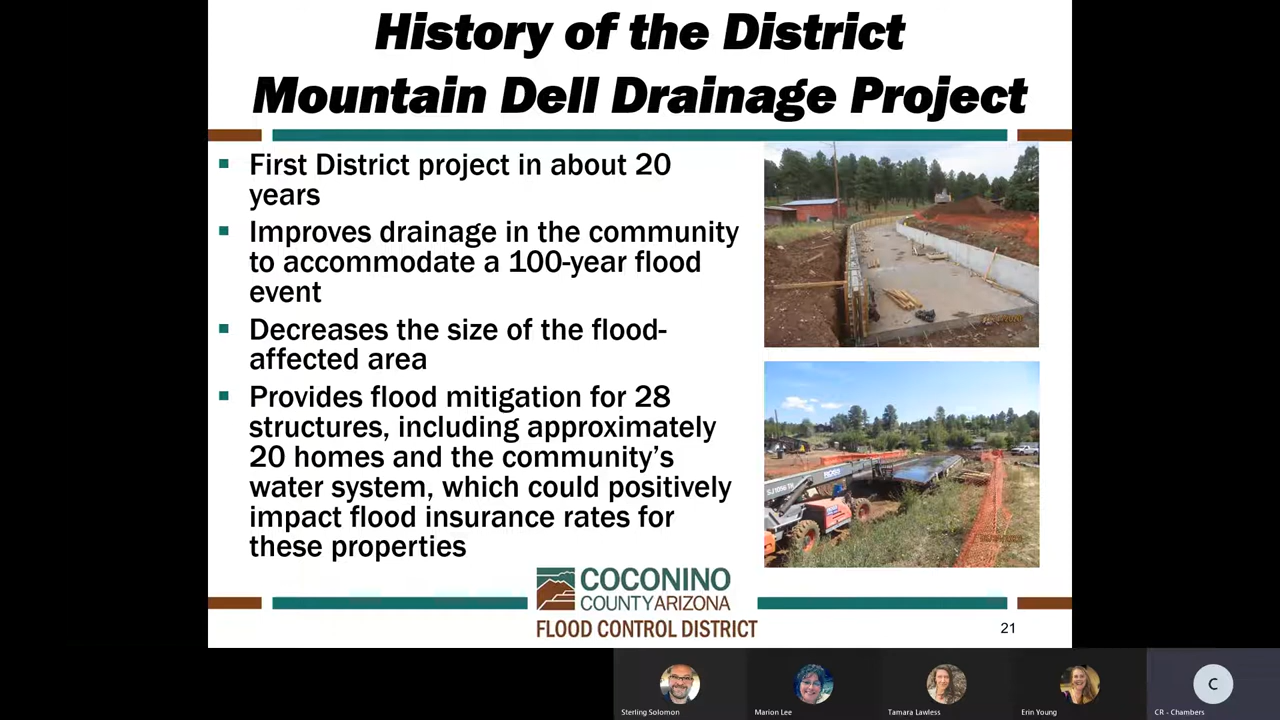 History of the District
Mountain Dell Drainage Project
First District project in about 20
years
Improves drainage in the community
to accommodate a 100-year flood
event
Decreases the size of the flood-
affected area
Provides flood mitigation for 28
structures, including approximately
20 homes and the community's
water system, which could positively
impact flood insurance rates for
these properties
COCONINO
COUNTYARIZONA
FLOOD CONTROL DISTRICT
21
Sterling Solomon
Marion Lee
Tamara Lawless
Erin Young
C
CR - Chambers